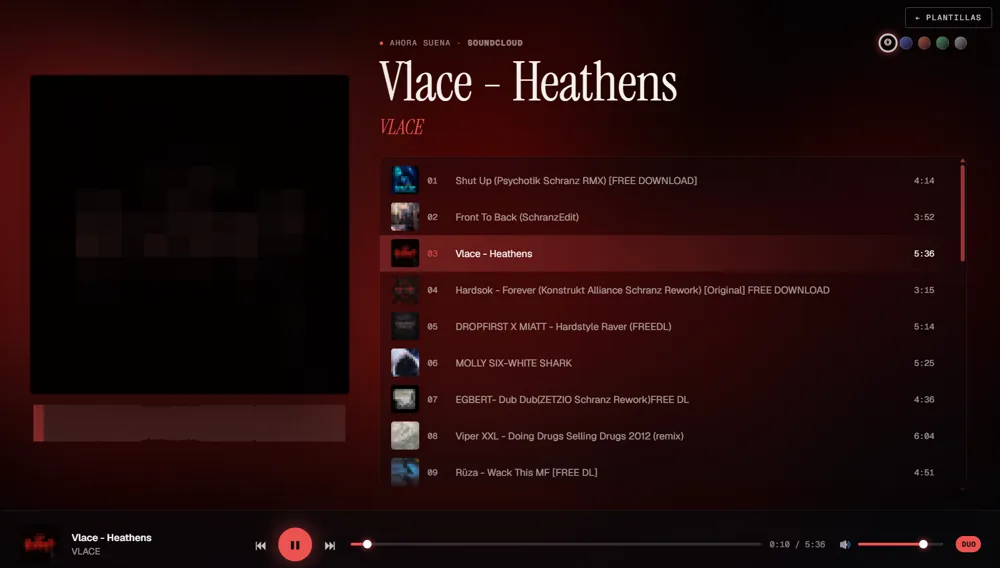 ← PLANTILLAS
AHORA SUENA · SOUNDCLOUD
Vlace - Heathens
VLACE
01 Shut Up (Psychotik Schranz RMX) [FREE DOWNLOAD] 4:14
02 Front To Back (SchranzEdit) 3:52
03 Vlace - Heathens 5:36
04 Hardsok - Forever (Konstrukt Alliance Schranz Rework) [Original] FREE DOWNLOAD 3:15
05 DROPFIRST X MIATT - Hardstyle Raver (FREEDL) 5:14
06 MOLLY SIX-WHITE SHARK 5:25
07 EGBERT- Dub Dub(ZETZIO Schranz Rework)FREE DL 4:36
08 Viper XXL - Doing Drugs Selling Drugs 2012 (remix) 6:04
09 Rûza - Wack This MF [FREE DL] 4:51
Vlace - Heathens
VLACE
0:10 / 5:36
DUO